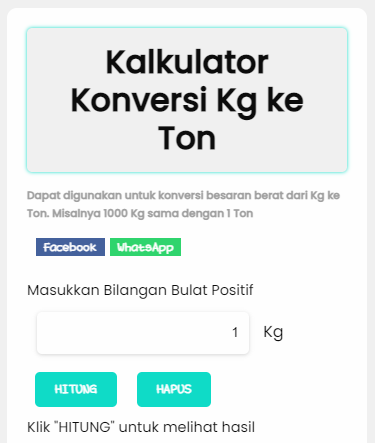 Kalkulator
Konversi Kg ke
Ton
Dapat digunakan untuk konversi besaran berat dari Kg ke
Ton. Misalnya 1000 Kg sama dengan 1 Ton
Facebook WhatsApp
Masukkan Bilangan Bulat Positif
1 Kg
HITUNG HAPUS
Klik "HITUNG" untuk melihat hasil